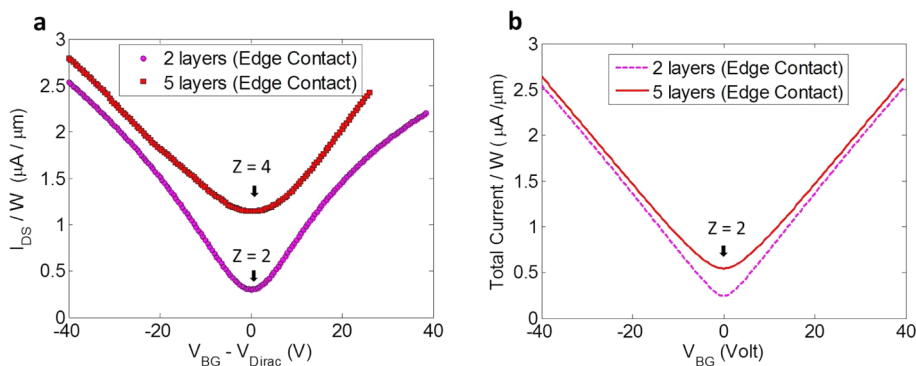 a
3
2.5
2
1.5
1
0.5
0
-40
-20
0
20
40
I_DS / W (μA / μm)
V_BG - V_Dirac (V)
2 layers (Edge Contact)
5 layers (Edge Contact)
Z = 4
Z = 2
b
3
2.5
2
1.5
1
0.5
0
-40
-20
0
20
40
Total Current / W ( μA /μm)
V_BG (Volt)
2 layers (Edge Contact)
5 layers (Edge Contact)
Z = 2